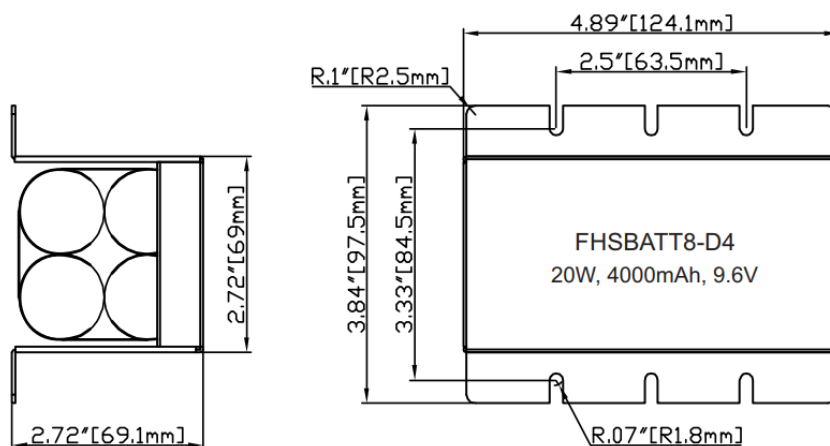 4.89"[124.1mm]
2.5"[63.5mm]
R.1"[R2.5mm]
2.72"[69mm]
3.84"[97.5mm]
3.33"[84.5mm]
FHSBATT8-D4
20W, 4000mAh, 9.6V
2.72"[69.1mm]
R.07"[R1.8mm]